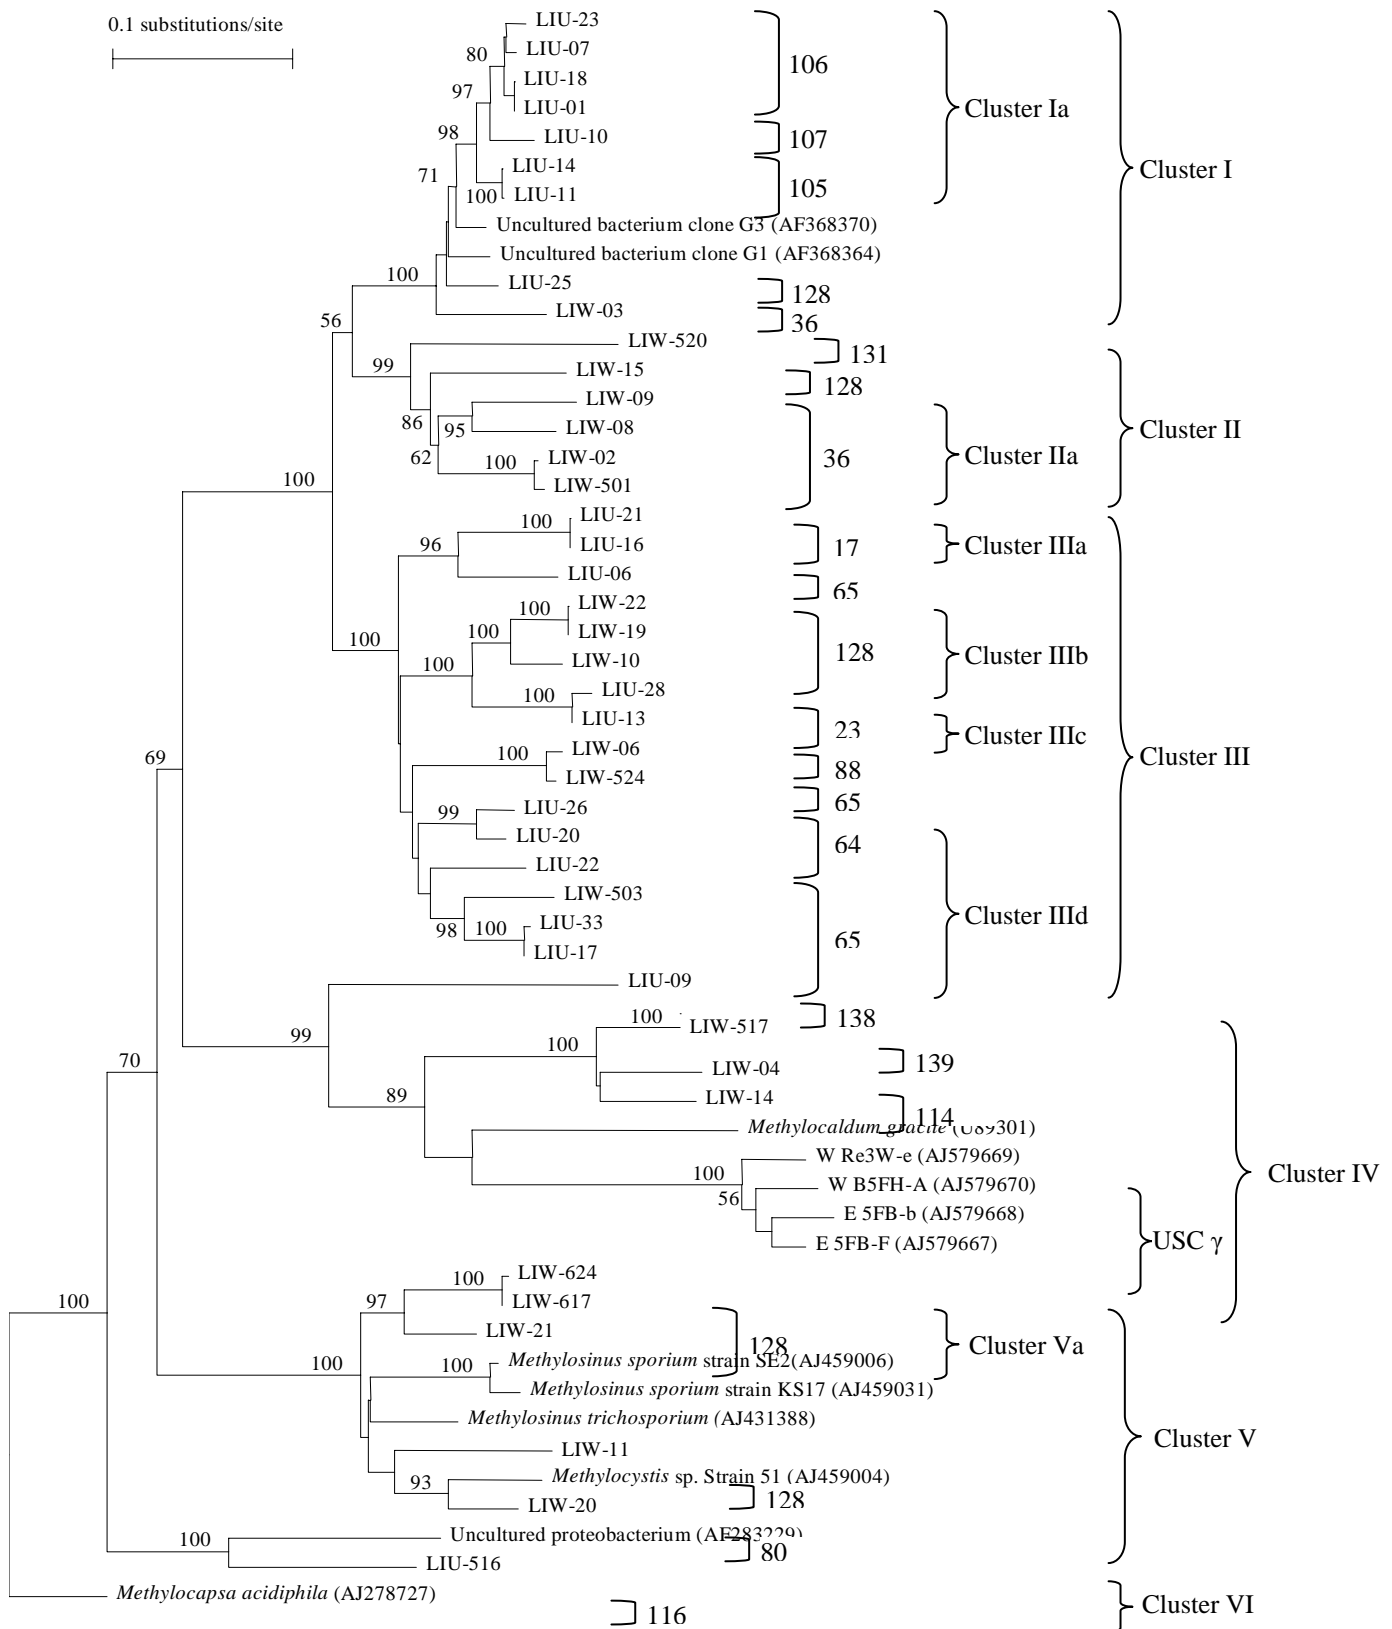 0.1 substitutions/site
LIU-23
LIU-07
80
106
LIU-18
97
LIU-01
Cluster Ia
98
LIU-10
107
LIU-14
Cluster I
71
100
LIU-11
105
Uncultured bacterium clone G3 (AF368370)
Uncultured bacterium clone G1 (AF368364)
100
LIU-25
128
LIW-03
36
56
LIW-520
131
99
LIW-15
128
LIW-09
86
95
LIW-08
Cluster II
62
100
LIW-02
36
Cluster IIa
100
LIW-501
LIU-21
100
96
LIU-16
17
Cluster IIIa
LIU-06
65
LIW-22
100
100
100
LIW-19
128
Cluster IIIb
100
LIW-10
LIU-28
100
LIU-13
23
Cluster IIIc
69
100
LIW-06
88
Cluster III
LIW-524
65
LIU-26
99
LIU-20
64
LIU-22
LIW-503
98
100
LIU-33
65
Cluster IIId
LIU-17
LIU-09
100
LIW-517
138
99
100
70
LIW-04
139
89
LIW-14
114
Methylocaldum gracile (U89301)
W Re3W-e (AJ579669)
100
Cluster IV
56
W B5FH-A (AJ579670)
E 5FB-b (AJ579668)
E 5FB-F (AJ579667)
USC γ
LIW-624
100
100
97
LIW-617
LIW-21
128
Cluster Va
100
100
Methylosinus sporium strain SE2(AJ459006)
Methylosinus sporium strain KS17 (AJ459031)
Methylosinus trichosporium (AJ431388)
Cluster V
LIW-11
93
Methylocystis sp. Strain 51 (AJ459004)
LIW-20
128
100
Uncultured proteobacterium (AF283229)
80
LIU-516
Methylocapsa acidiphila (AJ278727)
116
Cluster VI